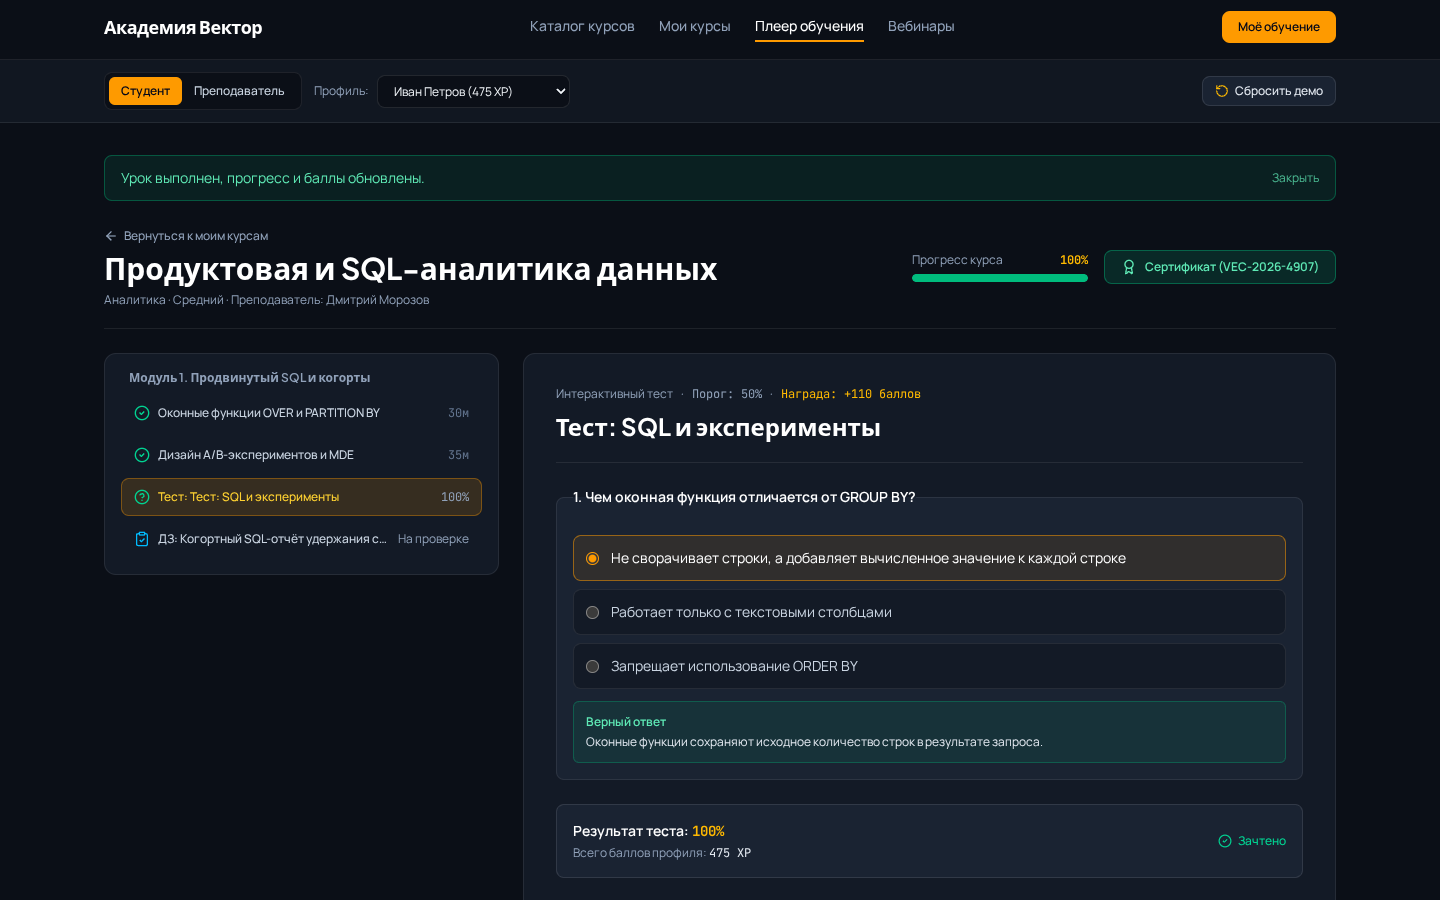 Академия Вектор
Каталог курсов
Мои курсы
Плеер обучения
Вебинары
Моё обучение
Студент
Преподаватель
Профиль:
Иван Петров (475 XP)
Сбросить демо
Урок выполнен, прогресс и баллы обновлены.
Закрыть
Вернуться к моим курсам
Продуктовая и SQL-аналитика данных
Аналитика · Средний · Преподаватель: Дмитрий Морозов
Прогресс курса
100%
Сертификат (VEC-2026-4907)
Модуль 1. Продвинутый SQL и когорты
Оконные функции OVER и PARTITION BY
30м
Дизайн A/B-экспериментов и MDE
35м
Тест: Тест: SQL и эксперименты
100%
ДЗ: Когортный SQL-отчёт удержания с...
На проверке
Интерактивный тест · Порог: 50% · Награда: +110 баллов
Тест: SQL и эксперименты
1. Чем оконная функция отличается от GROUP BY?
Не сворачивает строки, а добавляет вычисленное значение к каждой строке
Работает только с текстовыми столбцами
Запрещает использование ORDER BY
Верный ответ
Оконные функции сохраняют исходное количество строк в результате запроса.
Результат теста: 100%
Всего баллов профиля: 475 XP
Зачтено